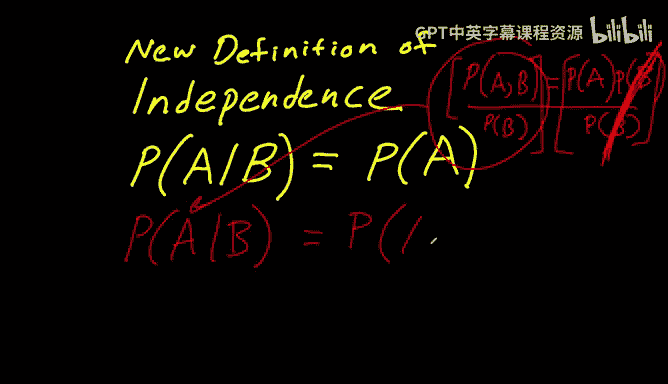 GPT中英字幕课程资源 bilibili
New Definition of
Independence
[P(A,B)/P(B)] = [P(A)P(B)/P(B)]
P(A/B) = P(A)
P(A/B) = P(/